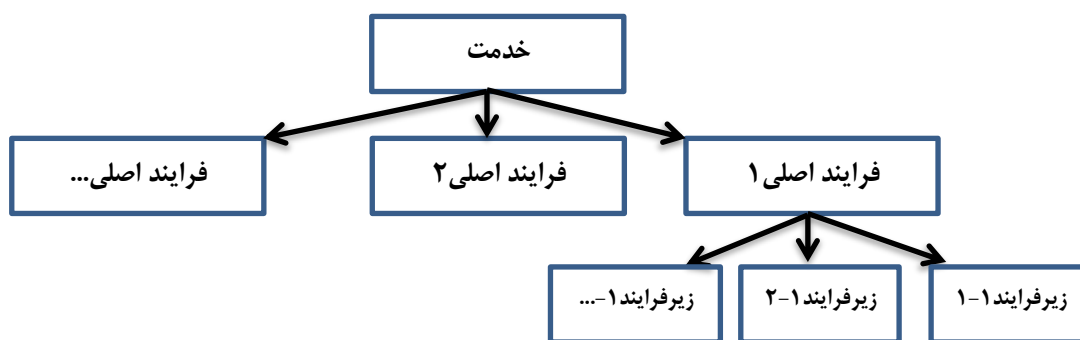 خدمت
فرایند اصلی۱
فرایند اصلی۲
فرایند اصلی...
زیرفرایند۱-۱
زیرفرایند۱-۲
زیرفرایند۱-...